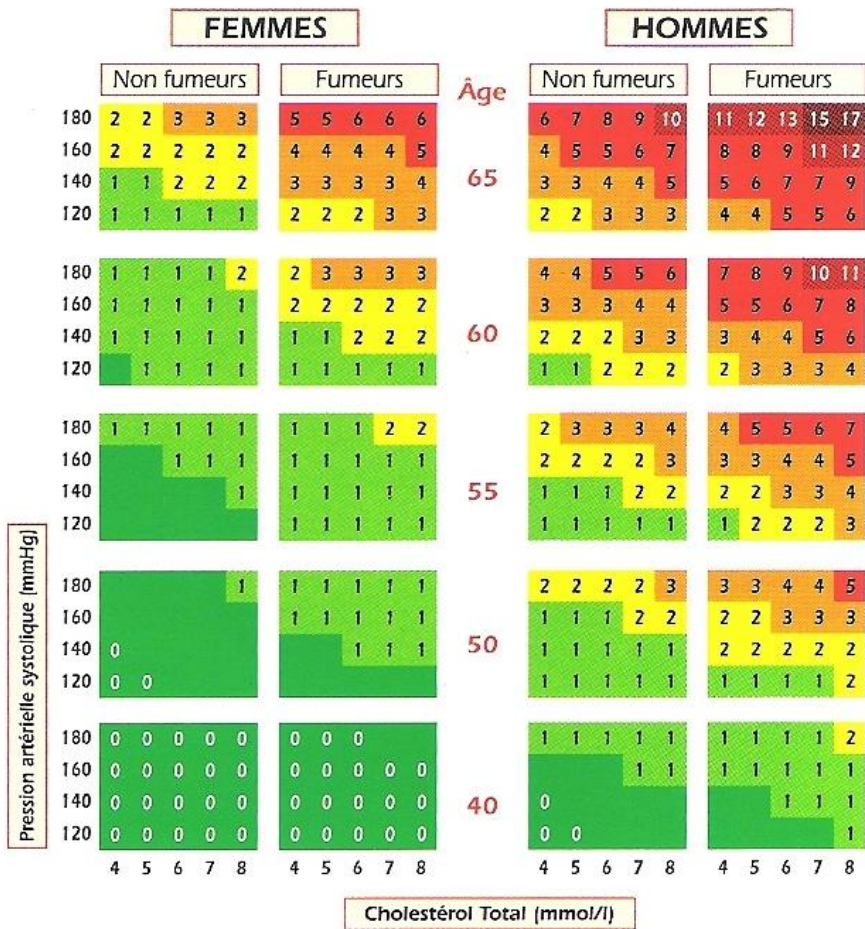 FEMMES HOMMES
Non fumeurs Fumeurs Âge Non fumeurs Fumeurs
180 2 2 3 3 3 5 5 6 6 6 6 7 8 9 10 11 12 13 15 17
160 2 2 2 2 2 4 4 4 4 5 4 5 5 6 7 8 8 9 11 12
65
140 1 1 2 2 2 3 3 3 3 4 3 3 4 4 5 5 6 7 7 9
120 1 1 1 1 1 2 2 2 3 3 2 2 3 3 3 4 4 5 5 6
180 1 1 1 1 2 2 3 3 3 3 4 4 5 5 6 7 8 9 10 11
160 1 1 1 1 1 2 2 2 2 2 3 3 3 4 4 5 5 6 7 8
60
140 1 1 1 1 1 1 1 2 2 2 2 2 2 3 3 3 4 4 5 6
120 1 1 1 1 1 1 1 1 1 1 1 2 2 2 2 3 3 3 4
180 1 1 1 1 1 1 1 1 2 2 2 3 3 3 4 4 5 5 6 7
160 1 1 1 1 1 1 1 1 2 2 2 2 3 3 3 4 4 5
55
140 1 1 1 1 1 1 1 1 1 2 2 2 2 3 3 4
120 1 1 1 1 1 1 1 1 1 1 1 2 2 2 3
180 1 1 1 1 1 1 2 2 2 2 3 3 3 4 4 5
160 1 1 1 1 1 1 1 1 2 2 2 2 3 3 3
50
140 0 1 1 1 1 1 1 1 1 2 2 2 2 2
120 0 0 1 1 1 1 1 1 1 1 1 2
180 0 0 0 0 0 0 0 0 1 1 1 1 1 1 1 1 1 2
160 0 0 0 0 0 0 0 0 0 0 1 1 1 1 1 1 1
40
140 0 0 0 0 0 0 0 0 0 0 0 1 1 1
120 0 0 0 0 0 0 0 0 0 0 0 0 1
4 5 6 7 8 4 5 6 7 8 4 5 6 7 8 4 5 6 7 8
Pression artérielle systolique (mmHg)
Cholestérol Total (mmol/l)